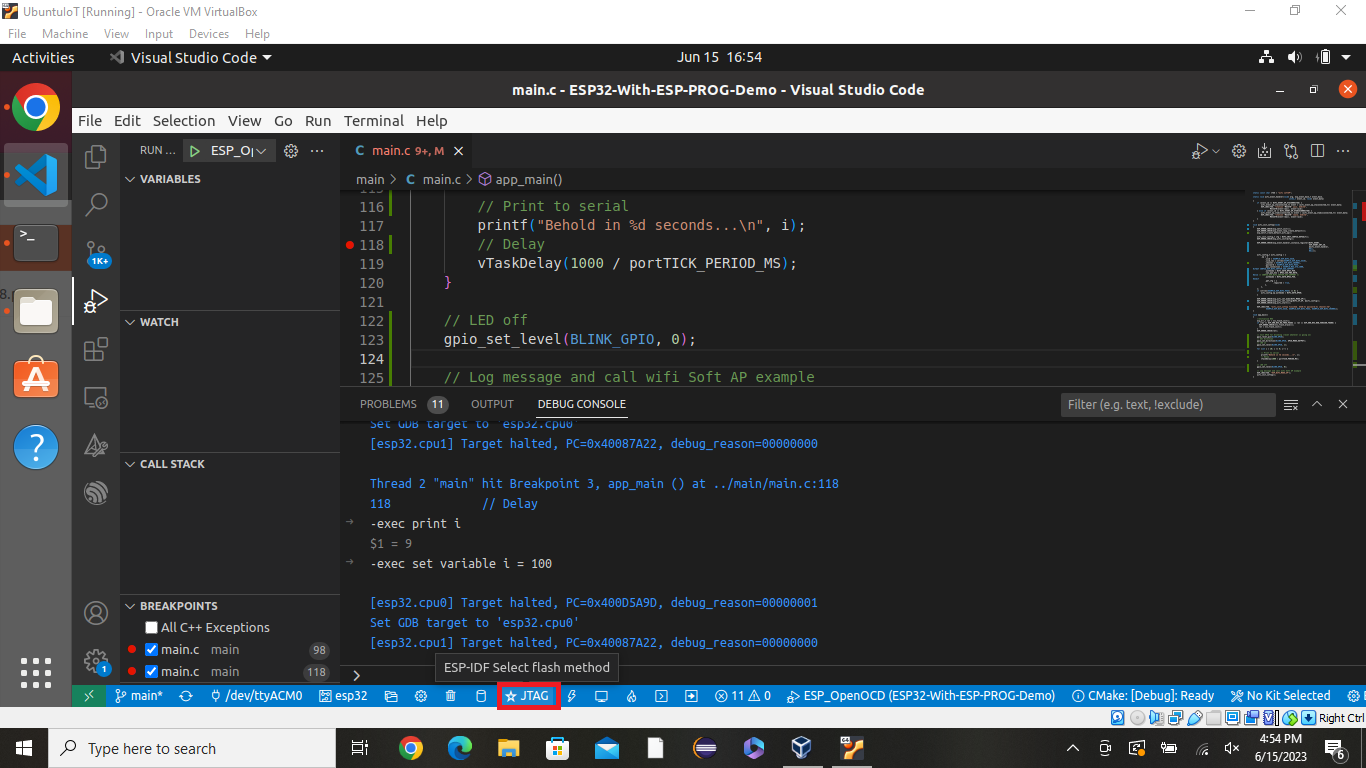 UbuntuIoT [Running] - Oracle VM VirtualBox
File Machine View Input Devices Help
Activities Visual Studio Code Jun 15 16:54
main.c - ESP32-With-ESP-PROG-Demo - Visual Studio Code
File Edit Selection View Go Run Terminal Help
RUN ... ESP_O main.c 9+, M
VARIABLES main > main.c > app_main()
116 // Print to serial
117 printf("Behold in %d seconds...\n", i);
118 // Delay
119 vTaskDelay(1000 / portTICK_PERIOD_MS);
120 }
121
1K+
WATCH
122 // LED off
123 gpio_set_level(BLINK_GPIO, 0);
124
125 // Log message and call wifi Soft AP example
PROBLEMS 11 OUTPUT DEBUG CONSOLE Filter (e.g. text, !exclude)
Set GDB target to 'esp32.cpu0'
[esp32.cpu1] Target halted, PC=0x40087A22, debug_reason=00000000
CALL STACK
Thread 2 "main" hit Breakpoint 3, app_main () at ../main/main.c:118
118 // Delay
-exec print i
$1 = 9
-exec set variable i = 100
[esp32.cpu0] Target halted, PC=0x400D5A9D, debug_reason=00000001
Set GDB target to 'esp32.cpu0'
[esp32.cpu1] Target halted, PC=0x40087A22, debug_reason=00000000
BREAKPOINTS
All C++ Exceptions
main.c main 98
main.c main 118
1
ESP-IDF Select flash method
main* /dev/ttyACM0 esp32 JTAG 11 0 ESP_OpenOCD (ESP32-With-ESP-PROG-Demo) CMake: [Debug]: Ready No Kit Selected
Right Ctrl
Type here to search
4:54 PM
6/15/2023
6